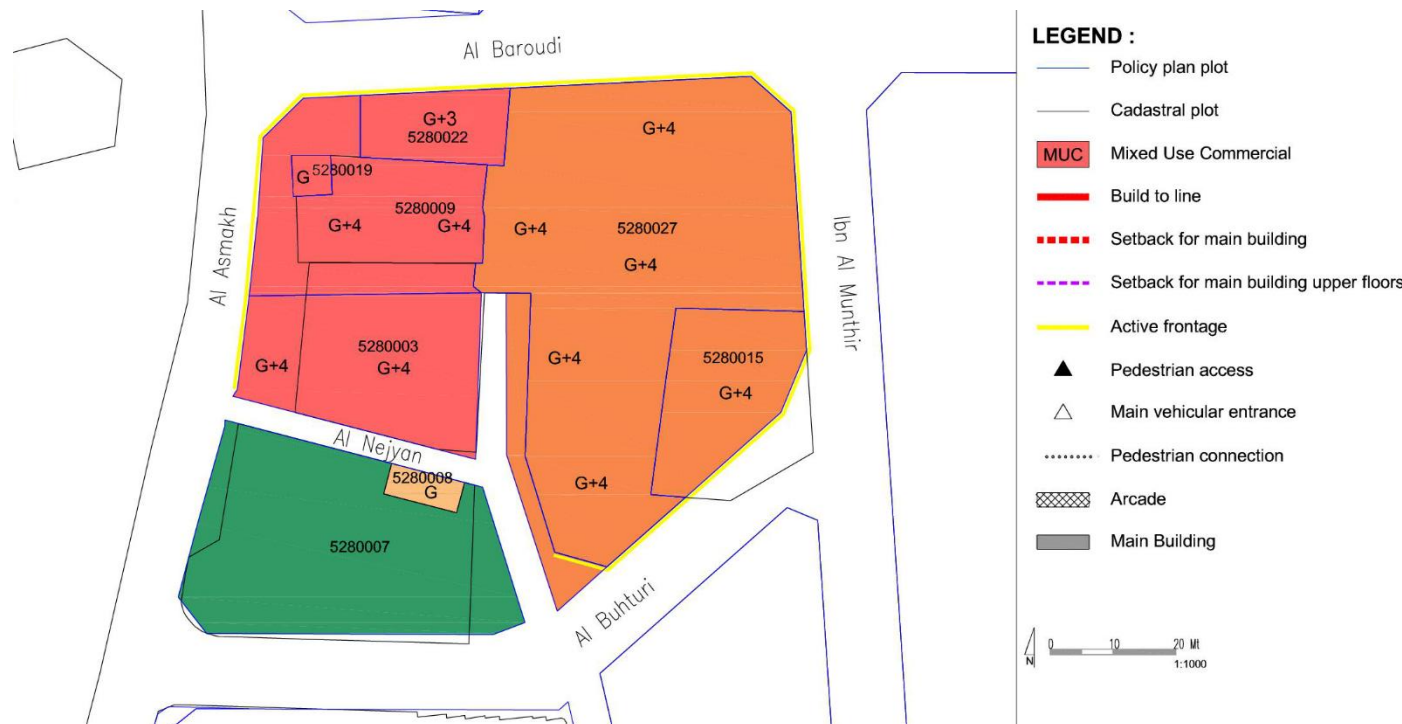 Al Baroudi
G+3
5280022
G+4
5280019
G
5280009
G+4
G+4
G+4
5280027
G+4
Al Asmakh
Ibn Al Munthir
5280003
G+4
G+4
G+4
5280015
G+4
Al Nejyan
5280008
G
G+4
5280007
Al Buhturi
LEGEND :
Policy plan plot
Cadastral plot
MUC Mixed Use Commercial
Build to line
Setback for main building
Setback for main building upper floors
Active frontage
Pedestrian access
Main vehicular entrance
Pedestrian connection
Arcade
Main Building
N
0 10 20 Mt
1:1000